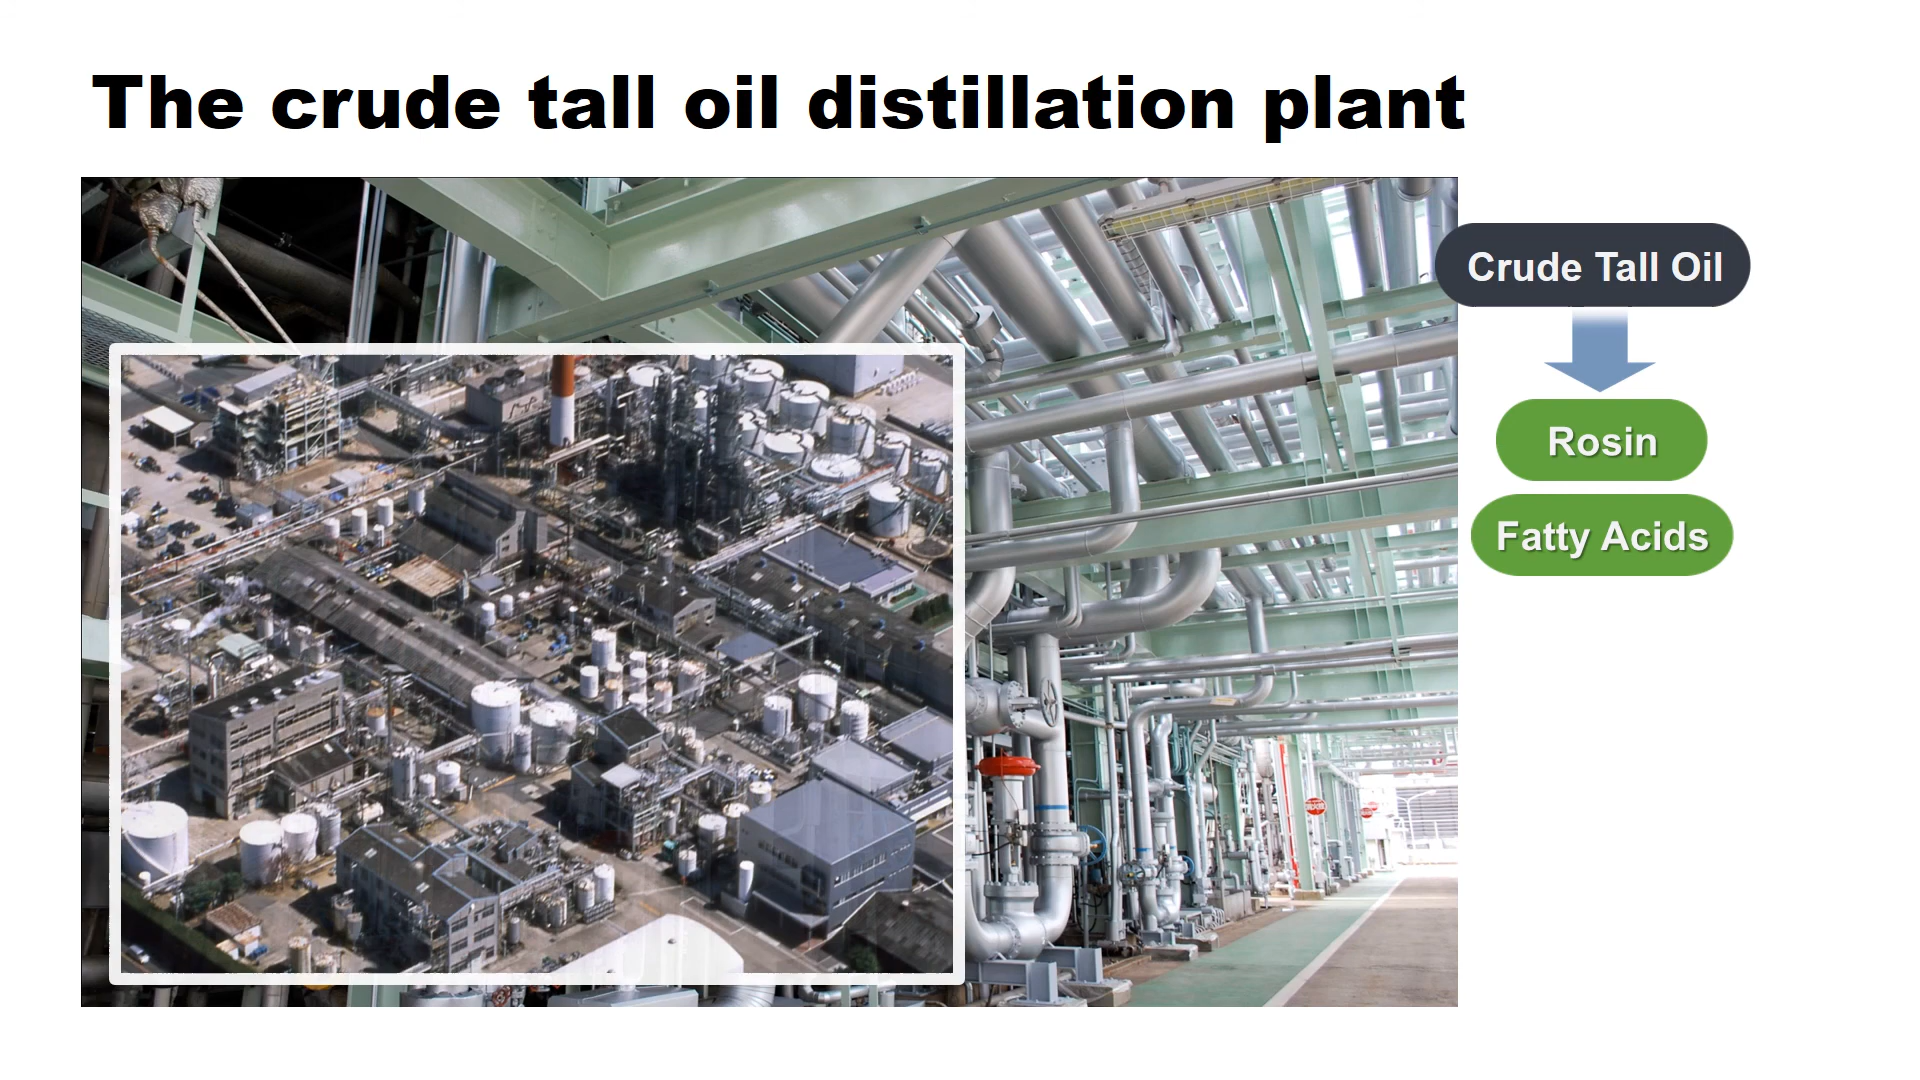 The crude tall oil distillation plant
Crude Tall Oil
Rosin
Fatty Acids